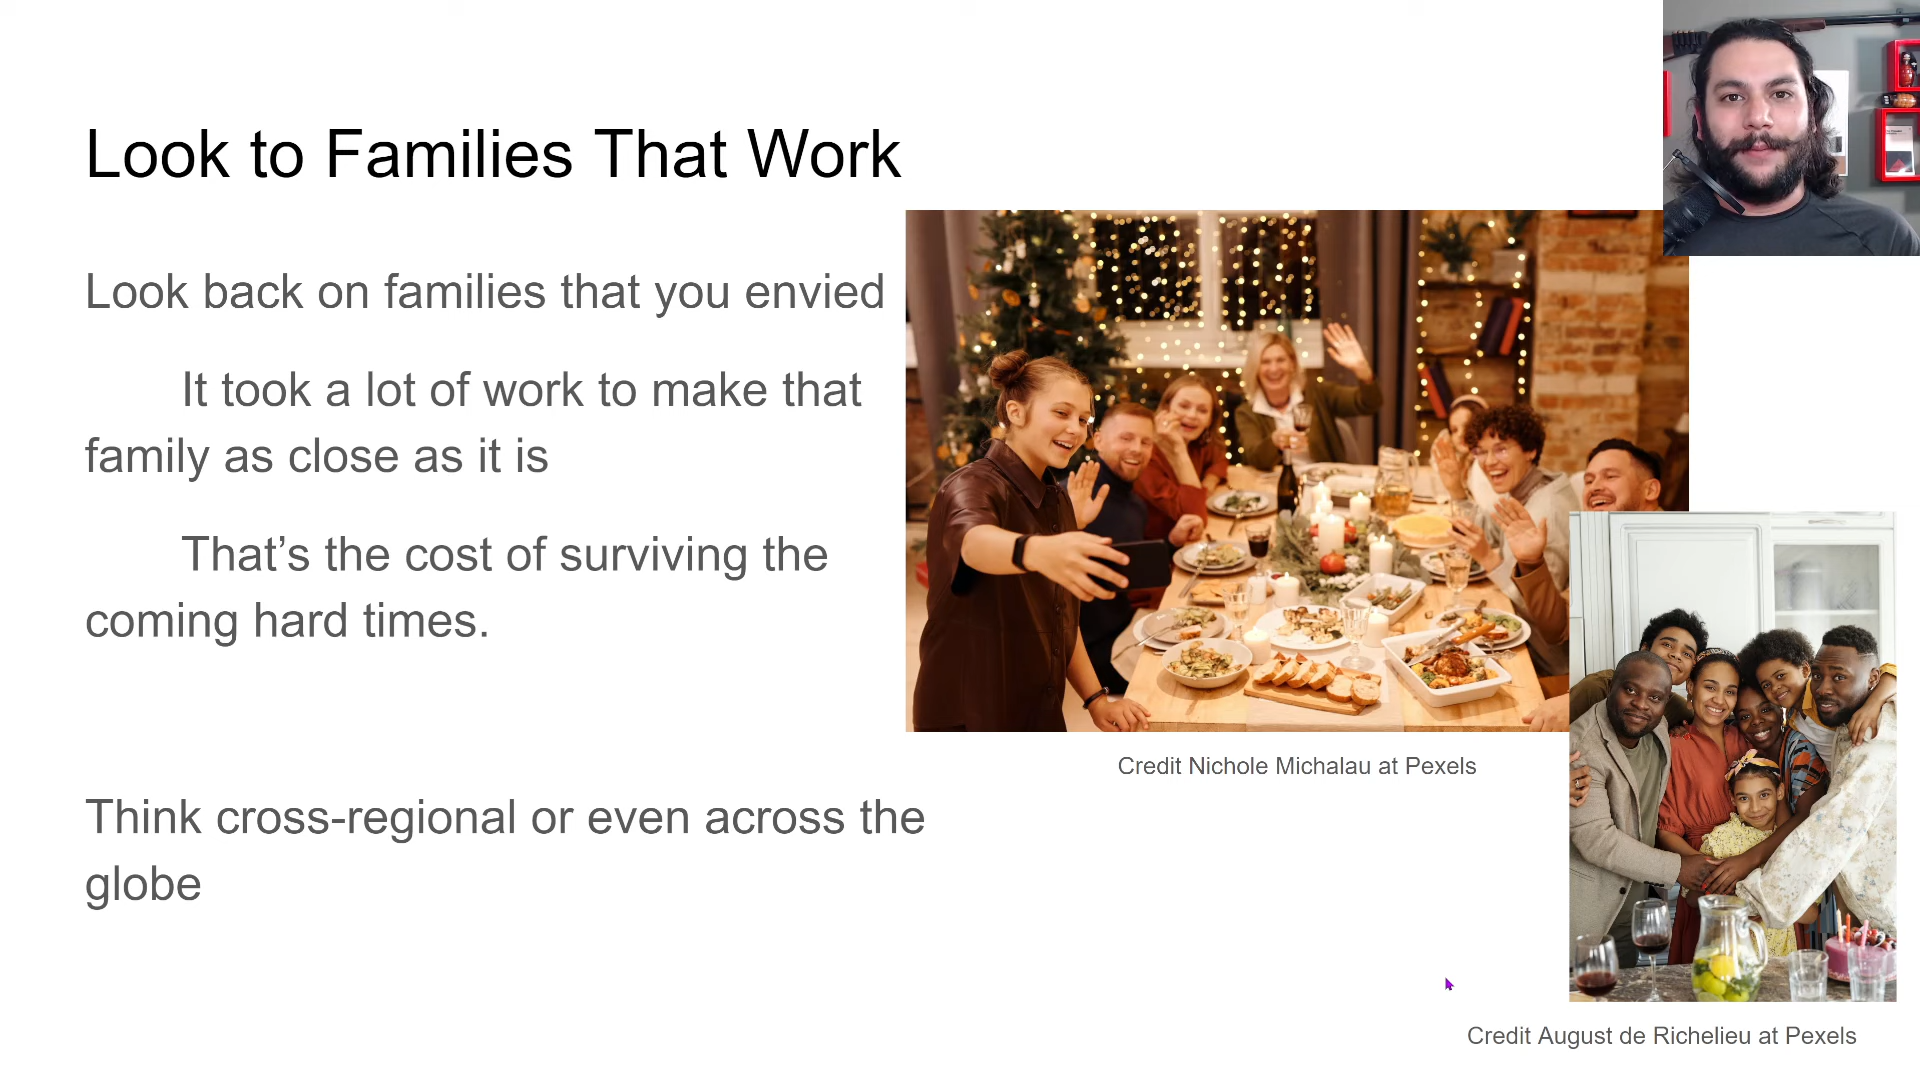 Look to Families That Work
Look back on families that you envied
It took a lot of work to make that
family as close as it is
That’s the cost of surviving the
coming hard times.
Credit Nichole Michalau at Pexels
Think cross-regional or even across the
globe
Credit August de Richelieu at Pexels